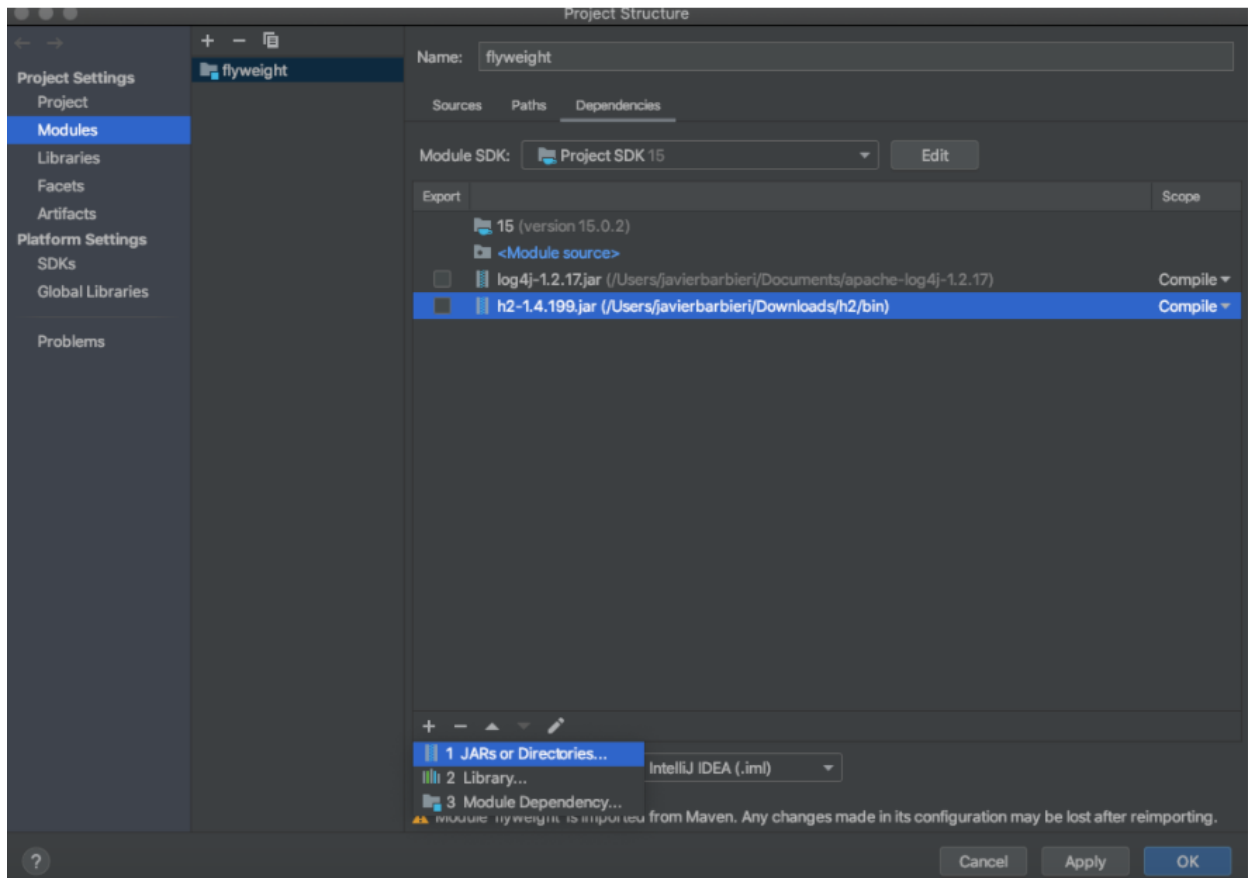 Project Structure
Project Settings
Project
Modules
Libraries
Facets
Artifacts
Platform Settings
SDKs
Global Libraries
Problems
flyweight
Name: flyweight
Sources Paths Dependencies
Module SDK: Project SDK 15 Edit
Export Scope
15 (version 15.0.2)
<Module source>
log4j-1.2.17.jar (/Users/javierbarbieri/Documents/apache-log4j-1.2.17) Compile
h2-1.4.199.jar (/Users/javierbarbieri/Downloads/h2/bin) Compile
1 JARs or Directories...
IntelliJ IDEA (.iml)
2 Library...
3 Module Dependency...
Module 'flyweight' is imported from Maven. Any changes made in its configuration may be lost after reimporting.
? Cancel Apply OK